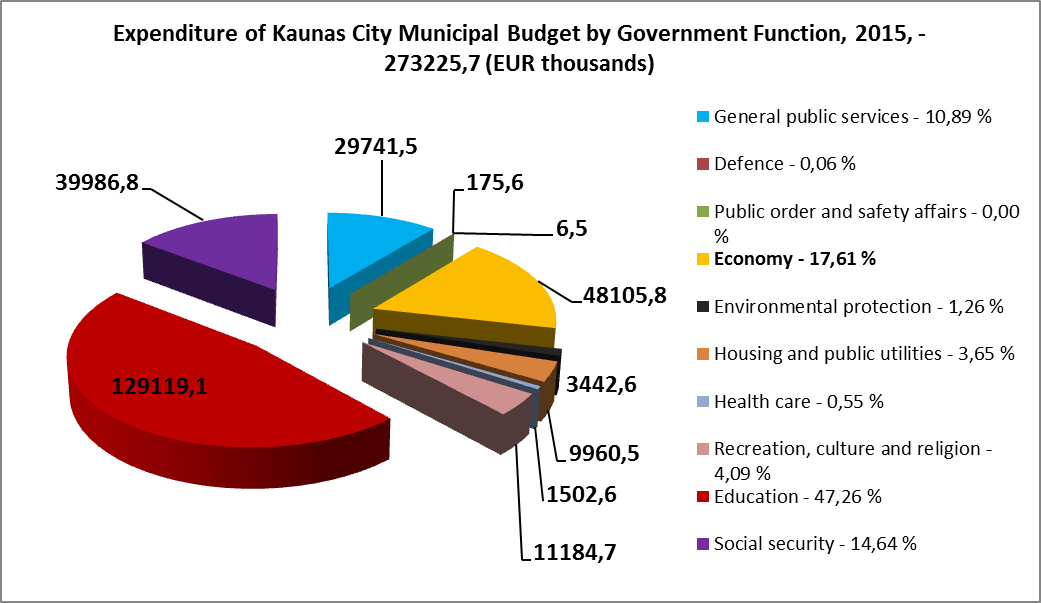 Expenditure of Kaunas City Municipal Budget by Government Function, 2015, -
273225,7 (EUR thousands)
29741,5
175,6
39986,8
6,5
48105,8
129119,1
3442,6
9960,5
1502,6
11184,7
General public services - 10,89 %
Defence - 0,06 %
Public order and safety affairs - 0,00
%
Economy - 17,61 %
Environmental protection - 1,26 %
Housing and public utilities - 3,65 %
Health care - 0,55 %
Recreation, culture and religion -
4,09 %
Education - 47,26 %
Social security - 14,64 %